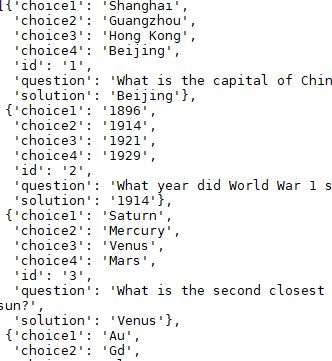 [{'choice1': 'Shanghai',
'choice2': 'Guangzhou',
'choice3': 'Hong Kong',
'choice4': 'Beijing',
'id': '1',
'question': 'What is the capital of Chin
'solution': 'Beijing'},
{'choice1': '1896',
'choice2': '1914',
'choice3': '1921',
'choice4': '1929',
'id': '2',
'question': 'What year did World War 1 s
'solution': '1914'},
{'choice1': 'Saturn',
'choice2': 'Mercury',
'choice3': 'Venus',
'choice4': 'Mars',
'id': '3',
'question': 'What is the second closest
sun?',
'solution': 'Venus'},
{'choice1': 'Au',
'choice2': 'Gd',